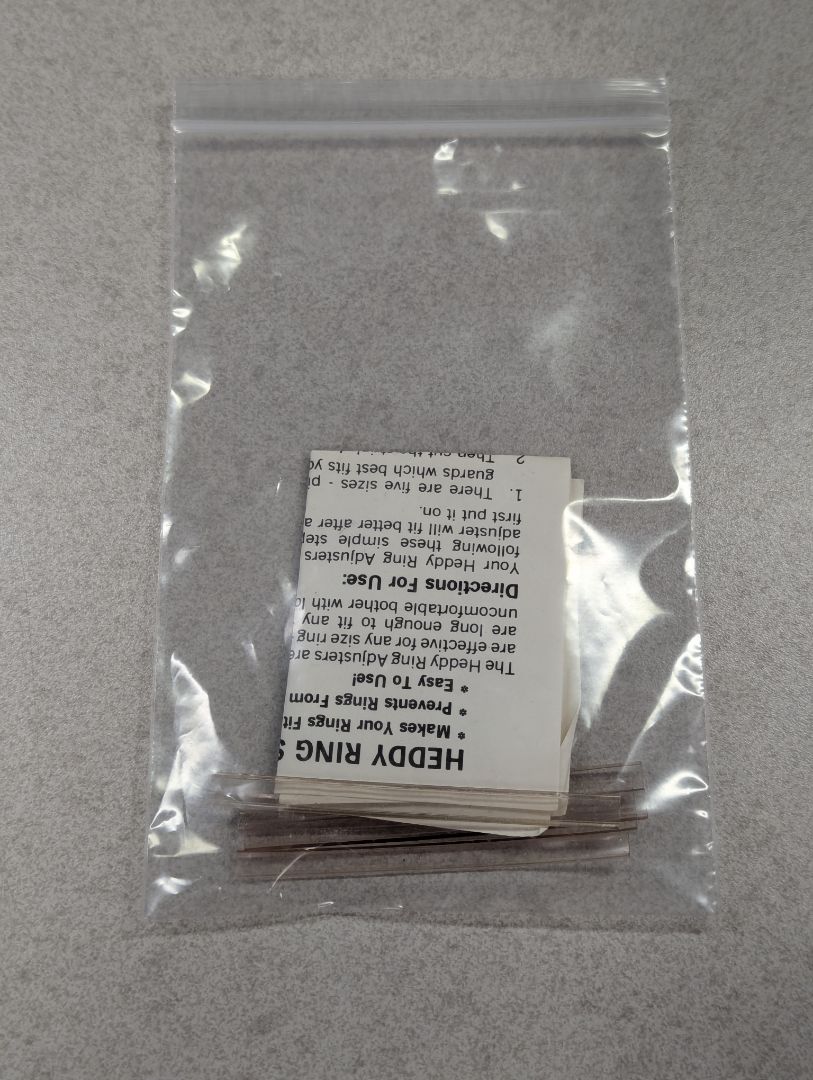 HEDDY RING
* Makes Your Rings Fit
* Prevents Rings From
* Easy To Use!
The Heddy Ring Adjusters are
are effective for any size ring
are long enough to fit any
uncomfortable bother with
Directions For Use:
Your Heddy Ring Adjusters
following these simple
adjuster will fit better after
first put it on.
1. There are five sizes -
guards which best fits
2 Then cut